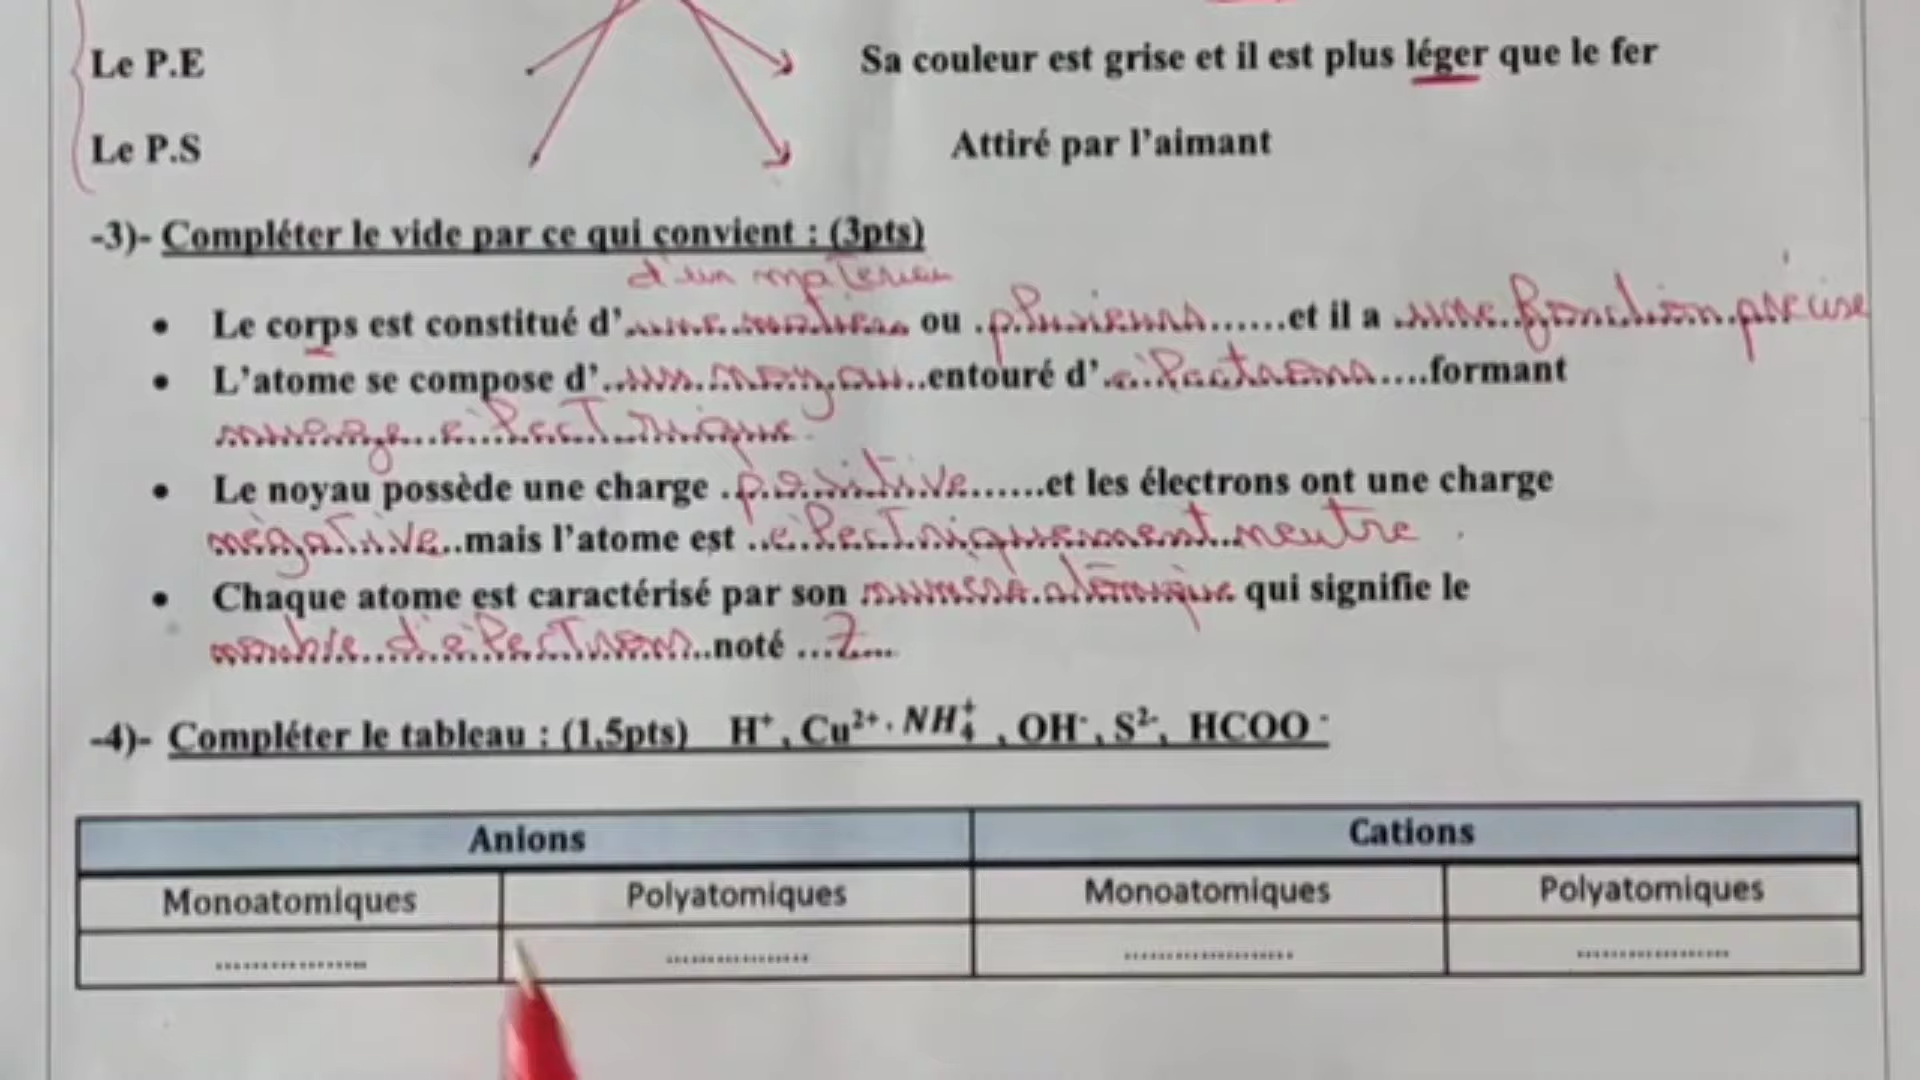 Le P.E Sa couleur est grise et il est plus léger que le fer
Le P.S Attiré par l'aimant
-3)- Compléter le vide par ce qui convient : (3pts)
d'un materiau
• Le corps est constitué d'une matiere ou plusieurs......et il a une fonction précise
• L'atome se compose d'..un noyau..entouré d'.électrons....formant
nuage électrique.
• Le noyau possède une charge .positive......et les électrons ont une charge
négative..mais l'atome est ..électriquement neutre.
• Chaque atome est caractérisé par son numéro atomique qui signifie le
nombre d'électrons..noté ...Z...
-4)- Compléter le tableau : (1,5pts) H⁺, Cu²⁺, NH₄⁺, OH⁻, S²⁻, HCOO⁻
Anions Cations
Monoatomiques Polyatomiques Monoatomiques Polyatomiques
................. ................ ................... .................